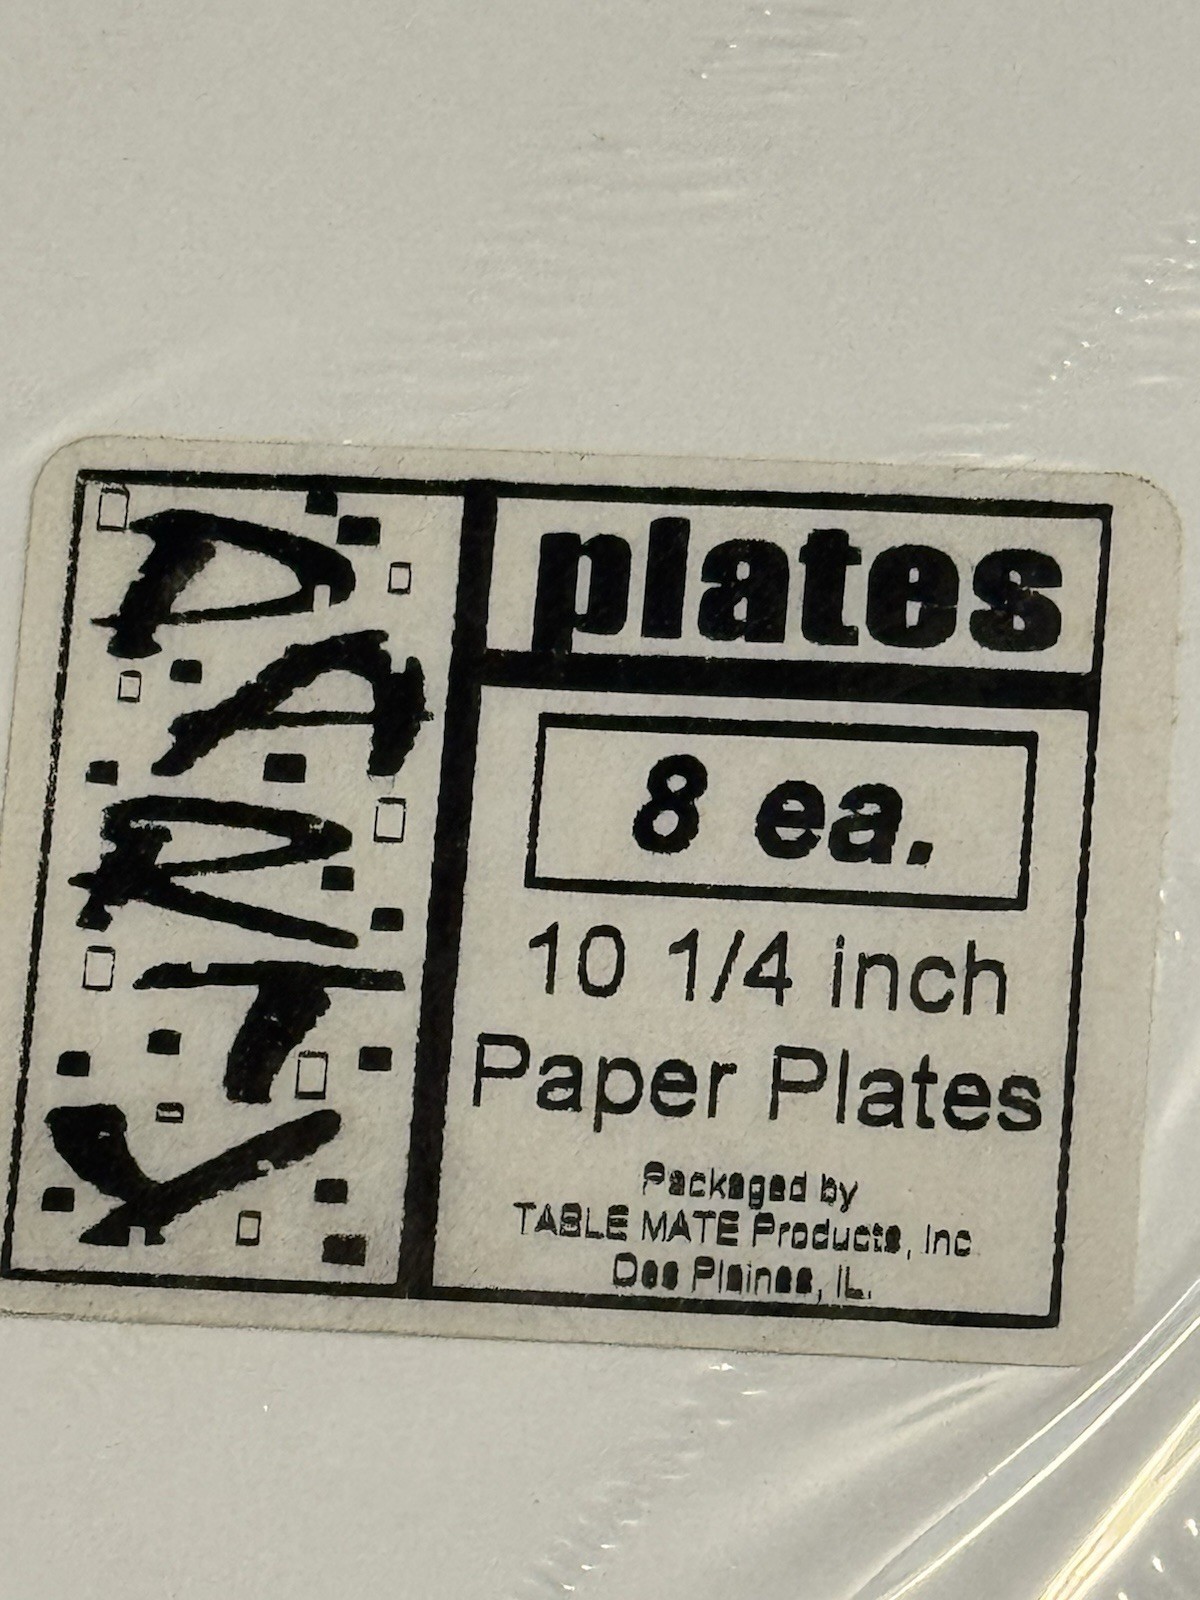 PARTY
plates
8 ea.
10 1/4 inch
Paper Plates
Packaged by
TABLE MATE Products, Inc
Des Plaines, IL.